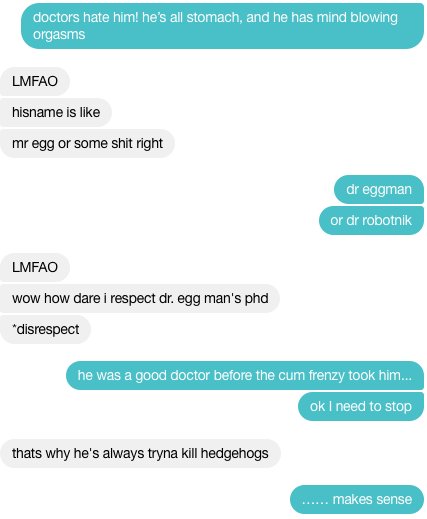 doctors hate him! he's all stomach, and he has mind blowing
orgasms
LMFAO
hisname is like
mr egg or some shit right
dr eggman
or dr robotnik
LMFAO
wow how dare i respect dr. egg man's phd
*disrespect
he was a good doctor before the cum frenzy took him...
ok I need to stop
thats why he's always tryna kill hedgehogs
...... makes sense